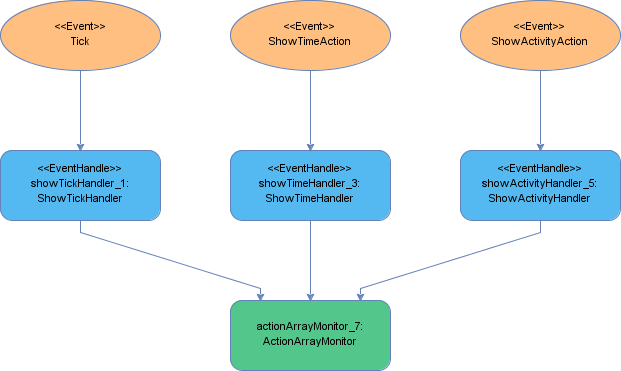 <<Event>>
Tick
<<Event>>
ShowTimeAction
<<Event>>
ShowActivityAction
<<EventHandle>>
showTickHandler_1:
ShowTickHandler
<<EventHandle>>
showTimeHandler_3:
ShowTimeHandler
<<EventHandle>>
showActivityHandler_5:
ShowActivityHandler
actionArrayMonitor_7:
ActionArrayMonitor